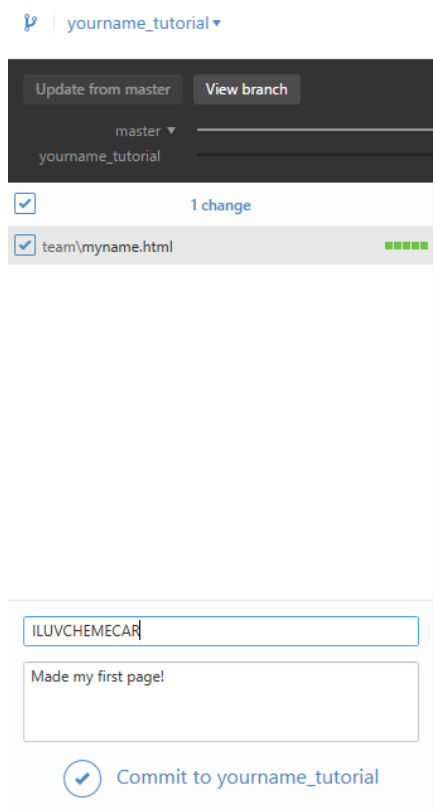 yourname_tutorial
Update from master View branch
master
yourname_tutorial
1 change
team\myname.html
ILUVCHEMECAR
Made my first page!
Commit to yourname_tutorial